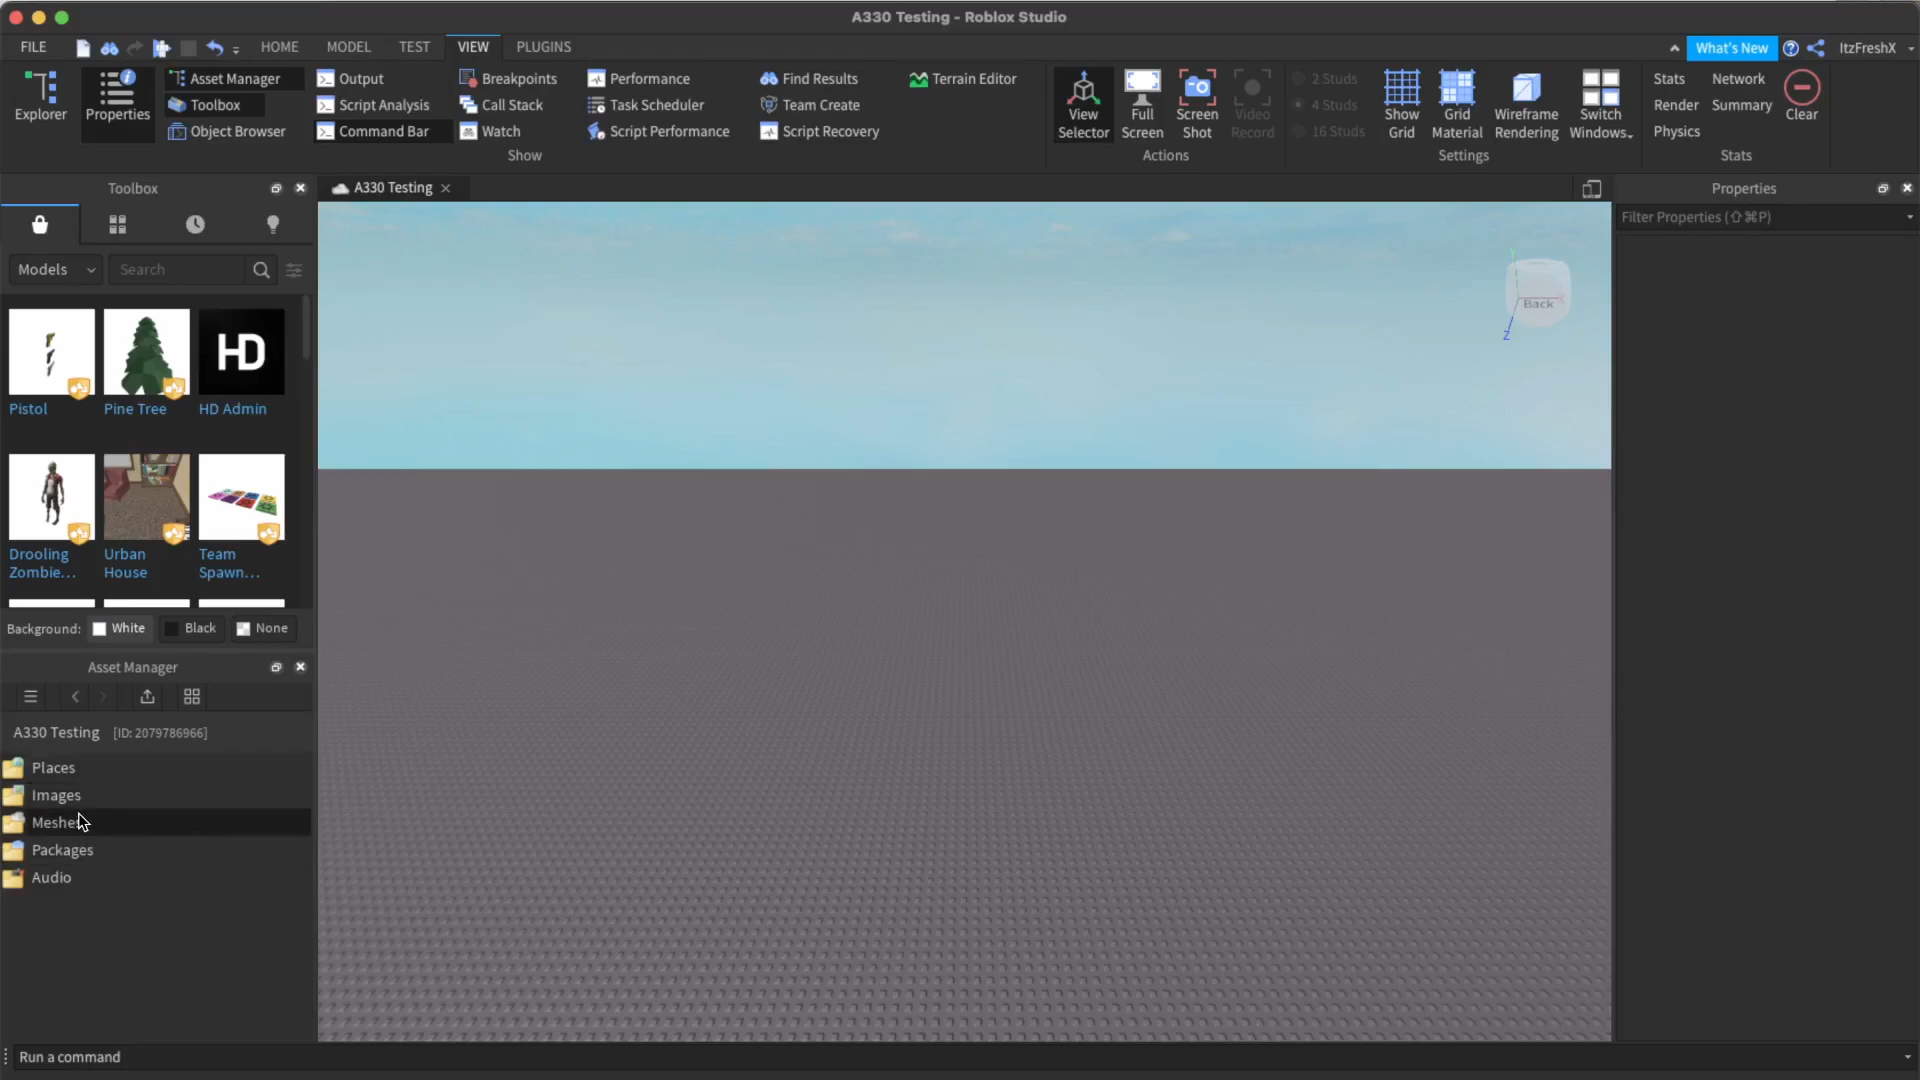 A330 Testing - Roblox Studio
FILE HOME MODEL TEST VIEW PLUGINS What's New ItzFreshX
Explorer
Properties
Asset Manager
Toolbox
Object Browser
Output
Script Analysis
Command Bar
Breakpoints
Call Stack
Watch
Performance
Task Scheduler
Script Performance
Find Results
Team Create
Script Recovery
Terrain Editor
Show
View
Selector
Full
Screen
Screen
Shot
Video
Record
Actions
2 Studs
4 Studs
16 Studs
Show
Grid
Grid
Material
Wireframe
Rendering
Switch
Windows
Settings
Stats
Render
Physics
Network
Summary
Clear
Stats
Toolbox
Models
Search
HD
Pistol
Pine Tree
HD Admin
Drooling
Zombie...
Urban
House
Team
Spawn...
Background: White Black None
Asset Manager
A330 Testing [ID: 2079786966]
Places
Images
Meshes
Packages
Audio
A330 Testing
Y
Back
Z
Properties
Filter Properties (⇧⌘P)
Run a command